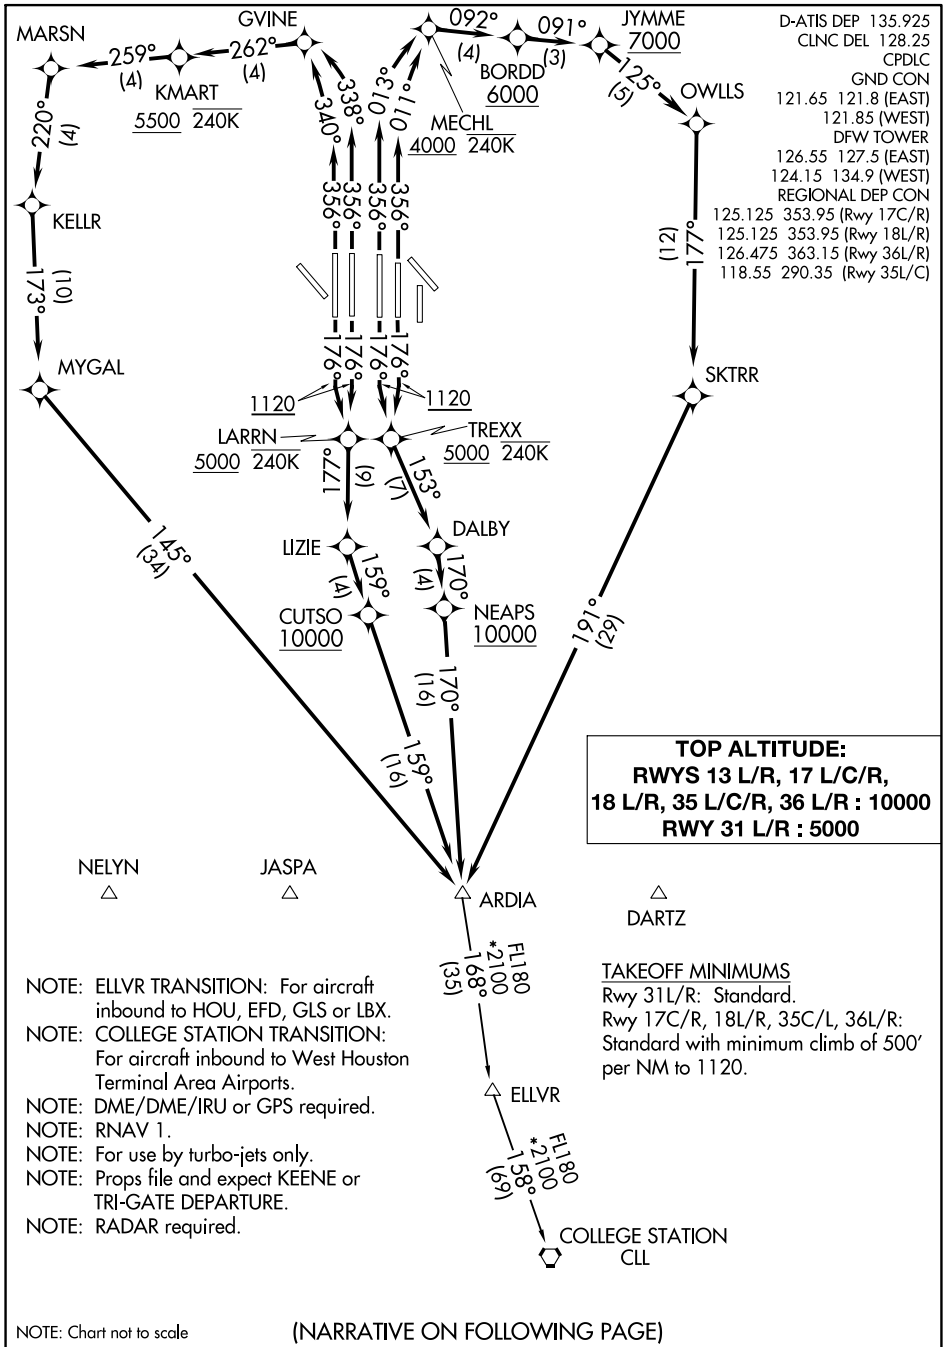 MARSN
GVINE
JYMME
7000
092°
(4)
091°
(3)
259°
(4)
262°
(4)
KMART
5500 240K
BORDD
6000
125°
(5)
OWLLS
MECHL
4000 240K
013°
011°
338°
340°
220°
(4)
KELLR
356°
356°
356°
356°
173°
(10)
177°
(12)
D-ATIS DEP 135.925
CLNC DEL 128.25
CPDLC
GND CON
121.65 121.8 (EAST)
121.85 (WEST)
DFW TOWER
126.55 127.5 (EAST)
124.15 134.9 (WEST)
REGIONAL DEP CON
125.125 353.95 (Rwy 17C/R)
125.125 353.95 (Rwy 18L/R)
126.475 363.15 (Rwy 36L/R)
118.55 290.35 (Rwy 35L/C)
176°
176°
176°
176°
MYGAL
SKTRR
1120
1120
LARRN
5000 240K
TREXX
5000 240K
177°
(9)
153°
(7)
LIZIE
DALBY
159°
(4)
170°
(4)
CUTSO
10000
NEAPS
10000
145°
(34)
191°
(29)
170°
(16)
159°
(16)
TOP ALTITUDE:
RWYS 13 L/R, 17 L/C/R,
18 L/R, 35 L/C/R, 36 L/R : 10000
RWY 31 L/R : 5000
NELYN
JASPA
ARDIA
DARTZ
FL180
*2100
168°
(35)
ELLVR
FL180
*2100
158°
(69)
COLLEGE STATION
CLL
NOTE: ELLVR TRANSITION: For aircraft
inbound to HOU, EFD, GLS or LBX.
NOTE: COLLEGE STATION TRANSITION:
For aircraft inbound to West Houston
Terminal Area Airports.
NOTE: DME/DME/IRU or GPS required.
NOTE: RNAV 1.
NOTE: For use by turbo-jets only.
NOTE: Props file and expect KEENE or
TRI-GATE DEPARTURE.
NOTE: RADAR required.
TAKEOFF MINIMUMS
Rwy 31L/R: Standard.
Rwy 17C/R, 18L/R, 35C/L, 36L/R:
Standard with minimum climb of 500'
per NM to 1120.
NOTE: Chart not to scale
(NARRATIVE ON FOLLOWING PAGE)